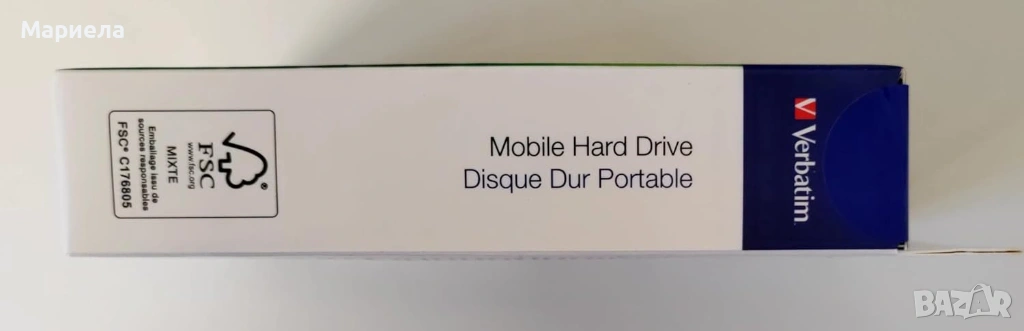 Мариела
FSC
www.fsc.org
MIXTE
Emballage issu de
sources responsables
FSC® C176805
Mobile Hard Drive
Disque Dur Portable
Verbatim
BAZAR